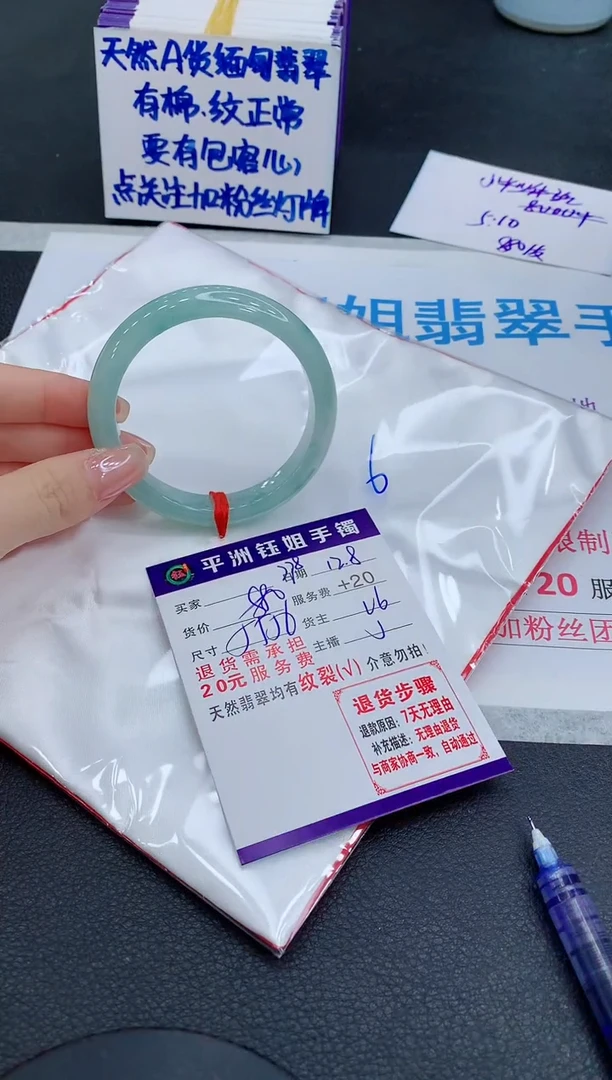 天然A货缅甸翡翠
有棉、纹正常
要有包容心
点关注加粉丝灯牌
5:10
姐翡翠手
6
平洲钰姐手镯
买家 日期 12.8
货价 880 服务费 +20
尺寸 货主
退货需承担 主播
20元服务费
天然翡翠均有纹裂(√) 介意勿拍!
退货步骤
退款原因: 7天无理由
补充描述: 无理由退货
与商家协商一致,自动通过
限制
20 服
加粉丝团